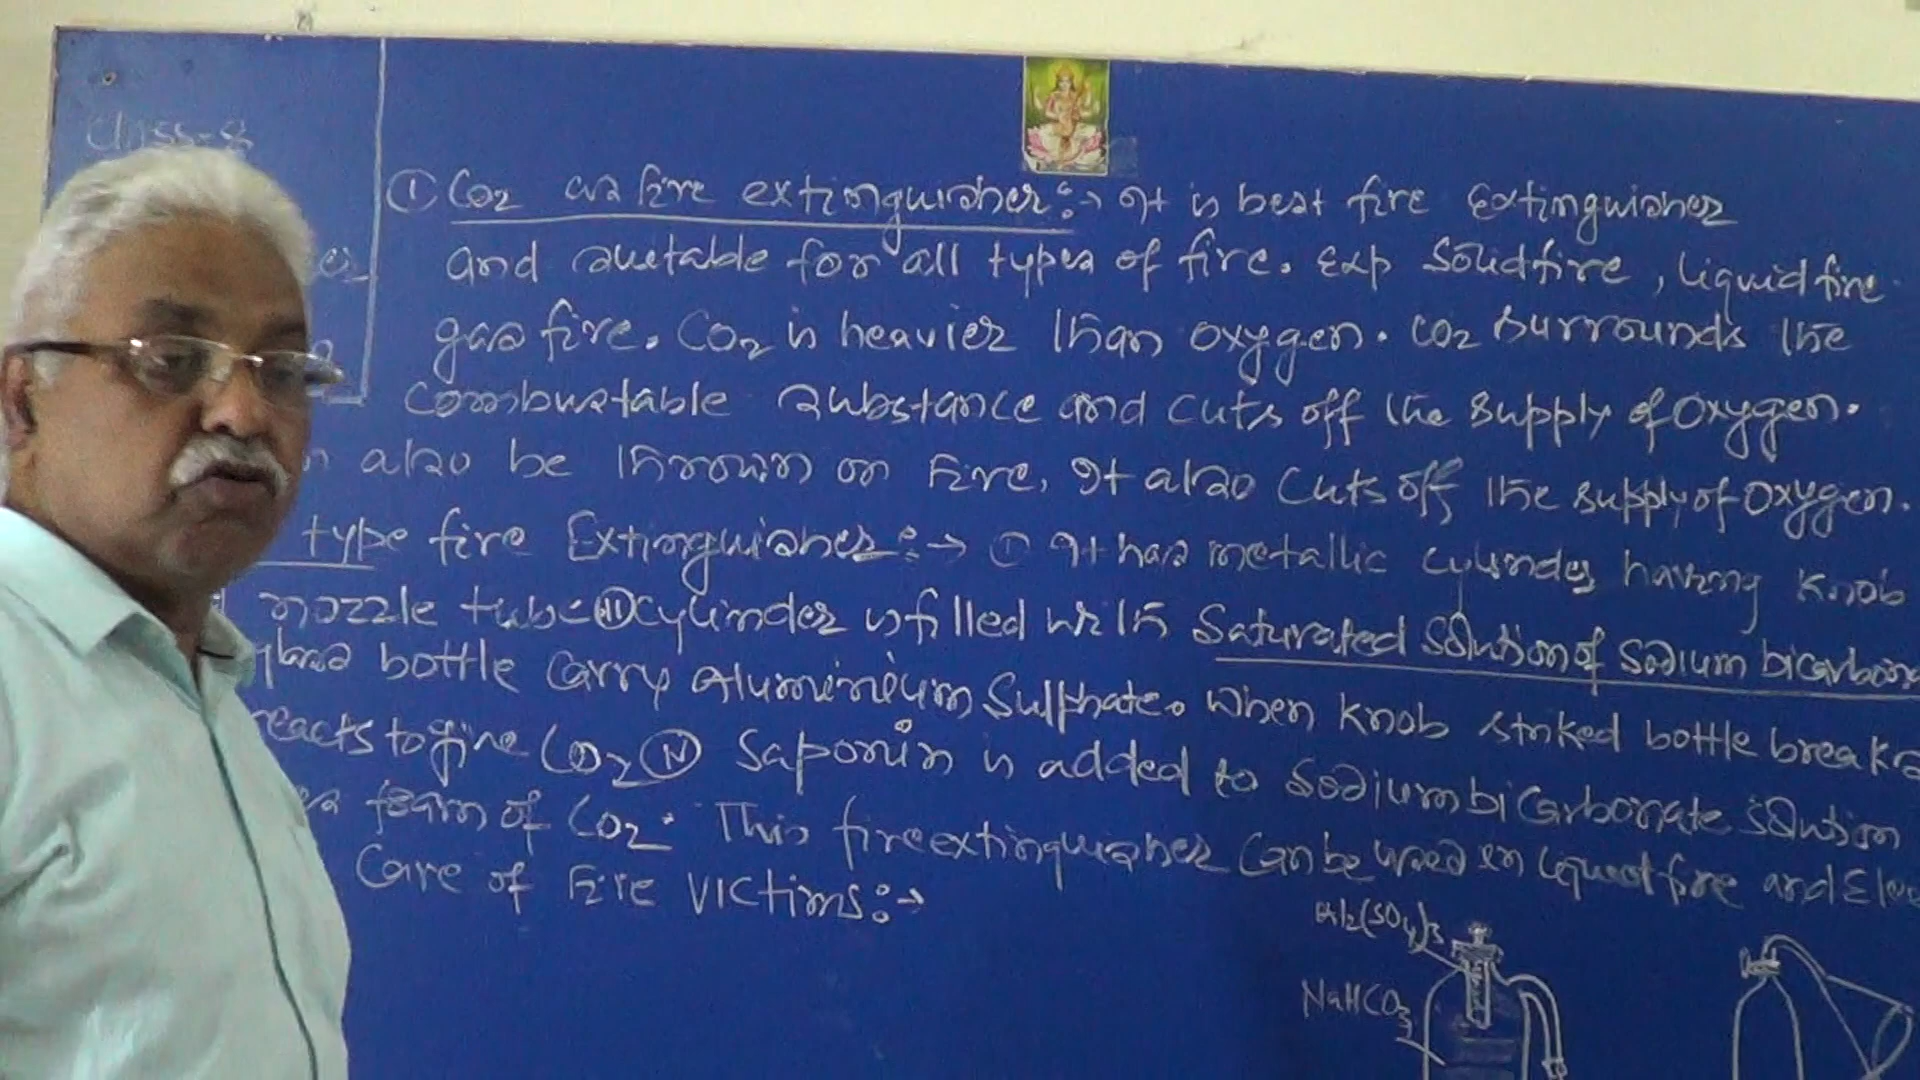 Class-8
① CO2 as fire extinguisher :→ It is best fire extinguisher
and suetable for all types of fire. Exp Solid fire, liquid fire
gas fire. CO2 is heavier than oxygen. CO2 surrounds the
combustable substance and cuts off the supply of oxygen.
also be thrown on Fire, It also cuts off the supply of oxygen.
type fire Extinguisher :→ ① It has metallic cylinder having Knob
nozzle tube cylinder is filled with Saturated Solution of Sodium bicarbona
glass bottle carry Alumineium Sulphate. When Knob striked bottle breaks
reacts to give CO2 Ⓘⓥ Saponin is added to sodium bicarbonate solution
foam of CO2. This fire extinguisher can be used in liquid fire and Elec
Care of Fire Victims :→
Al2(SO4)3
NaHCO3